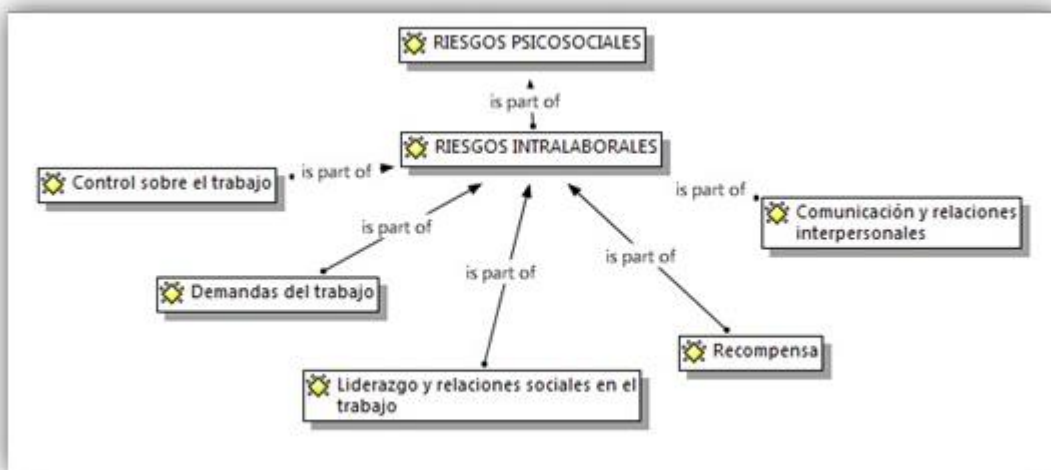 RIESGOS PSICOSOCIALES
is part of
RIESGOS INTRALABORALES
Control sobre el trabajo
is part of
is part of
Comunicación y relaciones
interpersonales
is part of
is part of
is part of
Demandas del trabajo
Recompensa
Liderazgo y relaciones sociales en el
trabajo